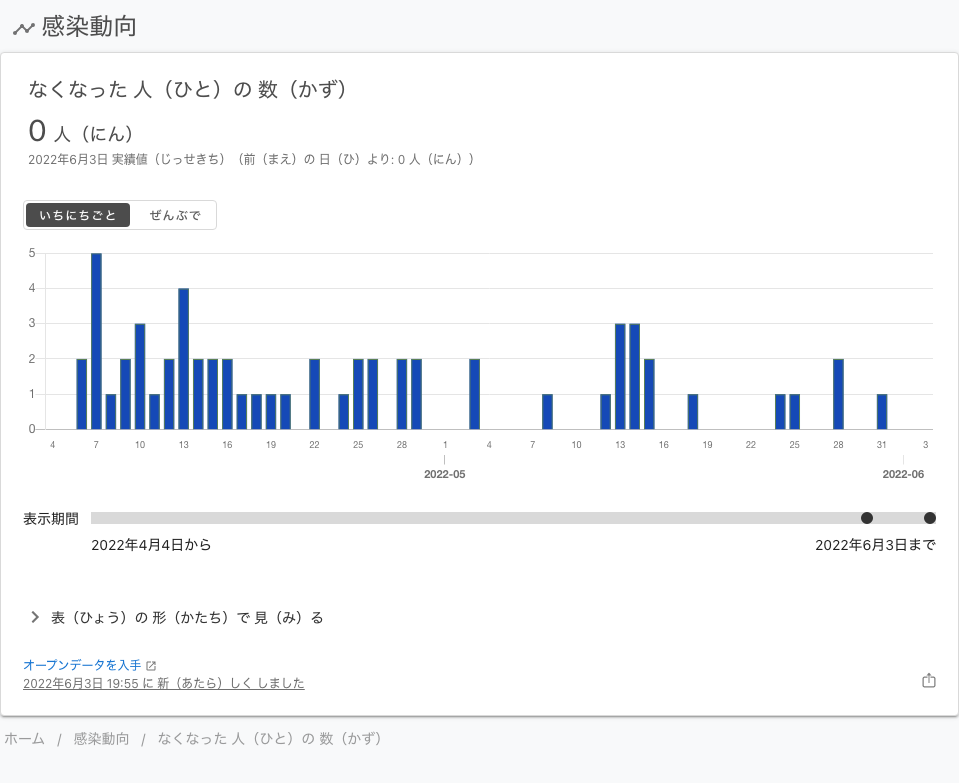 感染動向
なくなった 人（ひと）の 数（かず）
0 人（にん）
2022年6月3日 実績値（じっせきち）（前（まえ）の 日（ひ）より: 0 人（にん））
いちにちごと ぜんぶで
5
4
3
2
1
0
4 7 10 13 16 19 22 25 28 1 4 7 10 13 16 19 22 25 28 31 3
2022-05 2022-06
表示期間
2022年4月4日から 2022年6月3日まで
表（ひょう）の 形（かたち）で 見（み）る
オープンデータを入手
2022年6月3日 19:55 に 新（あたら）しく しました
ホーム / 感染動向 / なくなった 人（ひと）の 数（かず）